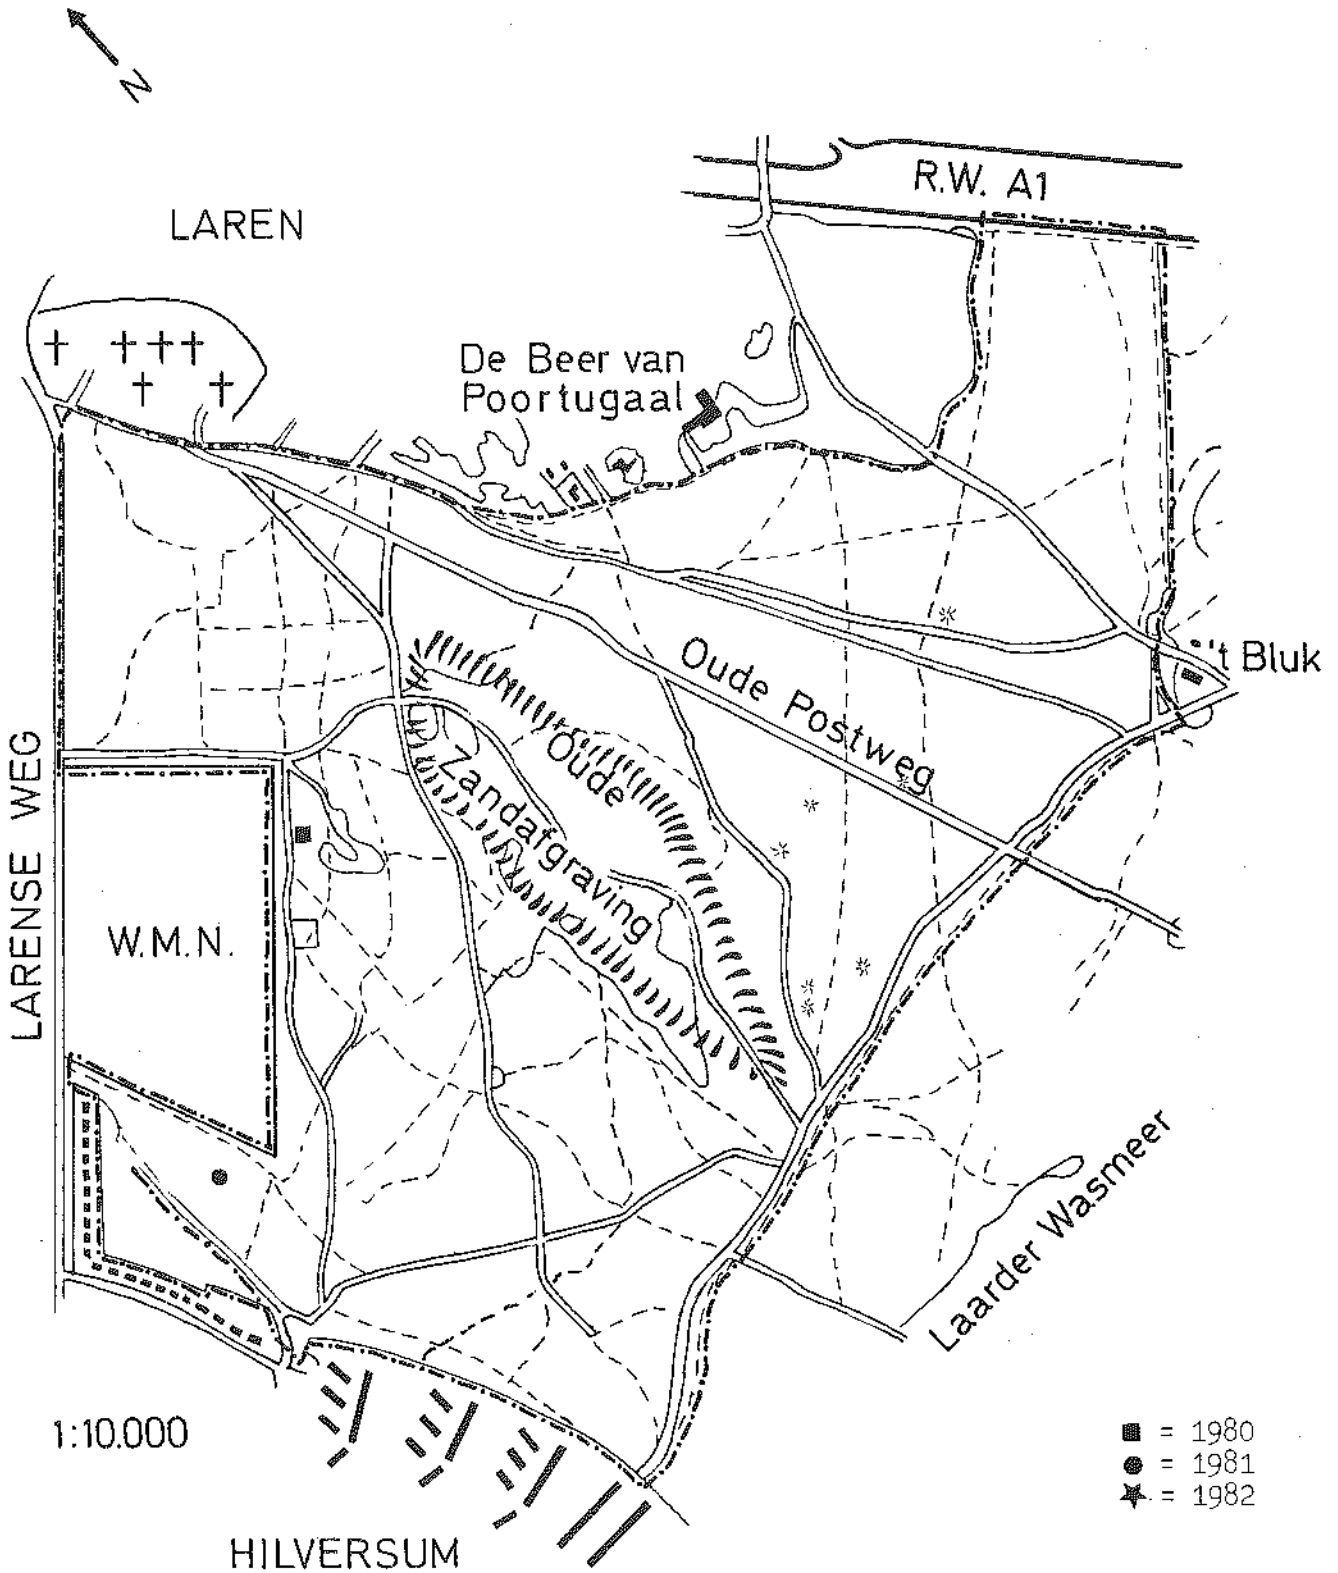 N
R.W. A1
LAREN
De Beer van
Poortugaal
't Bluk
Oude Postweg
Oude
Zandafgraving
LARENSE WEG
W.M.N.
Laarder Wasmeer
1:10.000
= 1980
= 1981
= 1982
HILVERSUM